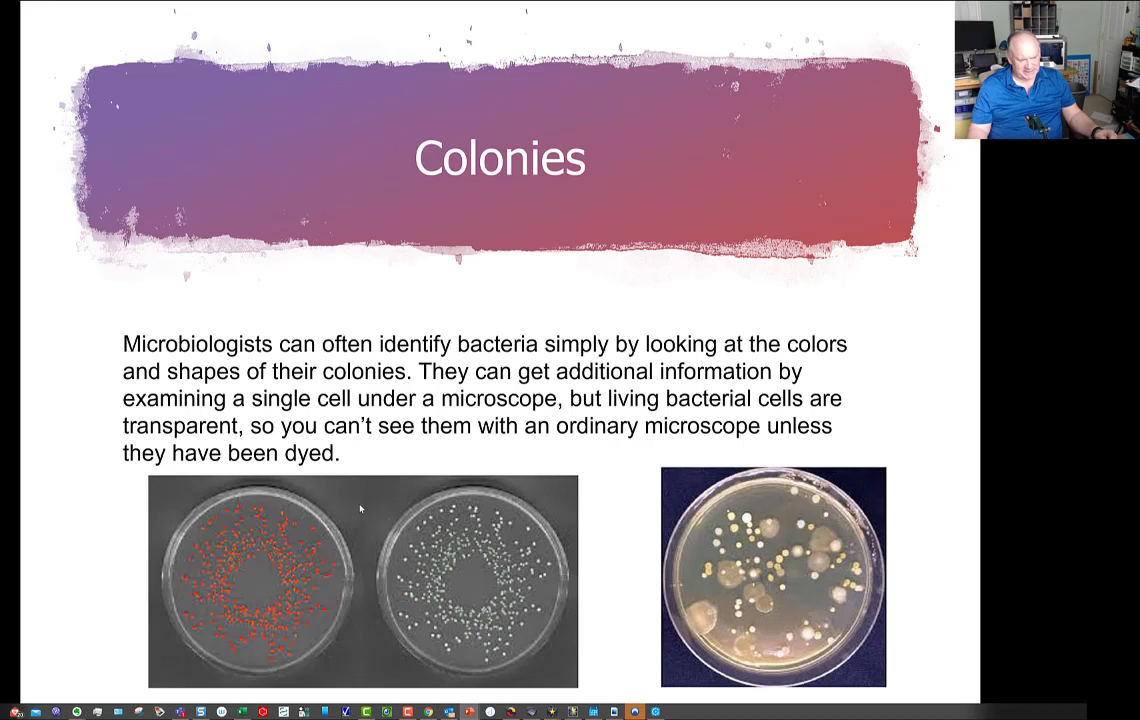 Colonies
Microbiologists can often identify bacteria simply by looking at the colors
and shapes of their colonies. They can get additional information by
examining a single cell under a microscope, but living bacterial cells are
transparent, so you can’t see them with an ordinary microscope unless
they have been dyed.